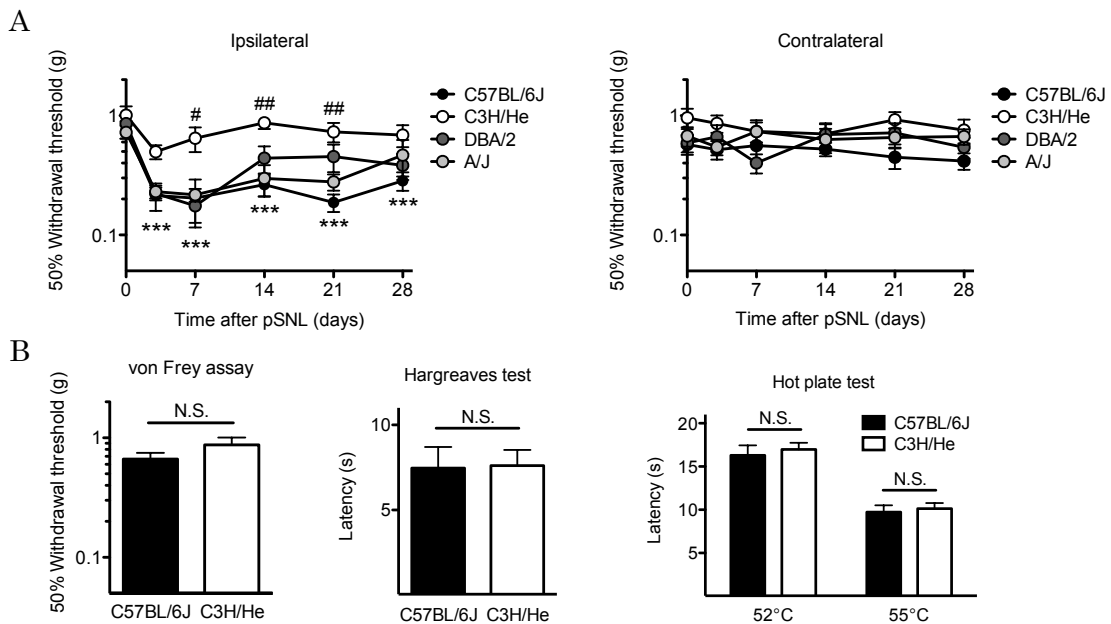 A
Ipsilateral
50% Withdrawal threshold (g)
1
0.1
# ## ##
*** *** *** *** ***
0 7 14 21 28
Time after pSNL (days)
C57BL/6J
C3H/He
DBA/2
A/J
Contralateral
50% Withdrawal threshold (g)
1
0.1
0 7 14 21 28
Time after pSNL (days)
C57BL/6J
C3H/He
DBA/2
A/J
B
von Frey assay
50% Withdrawal threshold (g)
1
0.1
N.S.
C57BL/6J C3H/He
Hargreaves test
Latency (s)
10
5
N.S.
C57BL/6J C3H/He
Hot plate test
Latency (s)
20
15
10
5
N.S.
N.S.
52°C 55°C
C57BL/6J
C3H/He